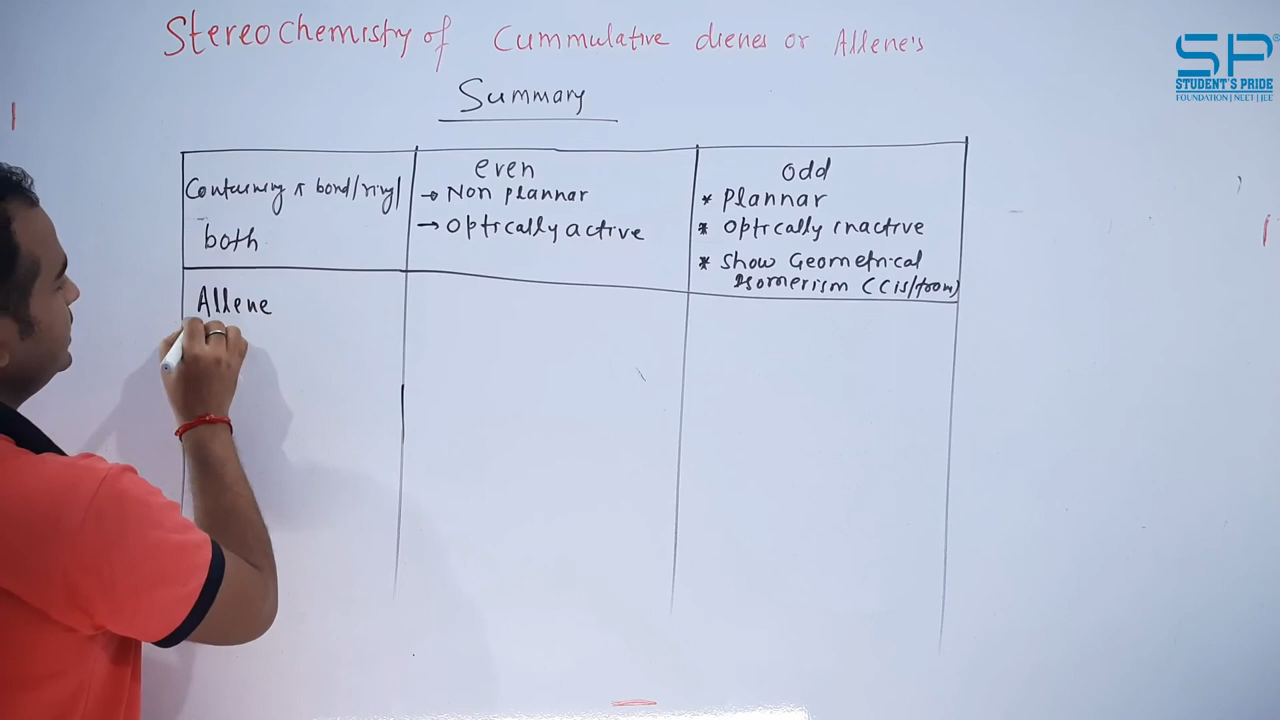 Stereochemistry of Cummulative dienes or Allene's
SP®
STUDENT'S PRIDE
FOUNDATION | NEET | JEE
Summary
Containing π bond/ring/
both
even
→ Non plannar
→ Optically active
odd
* plannar
* Optically inactive
* Show Geometrical
Isomerism (Cis/trans)
Allene